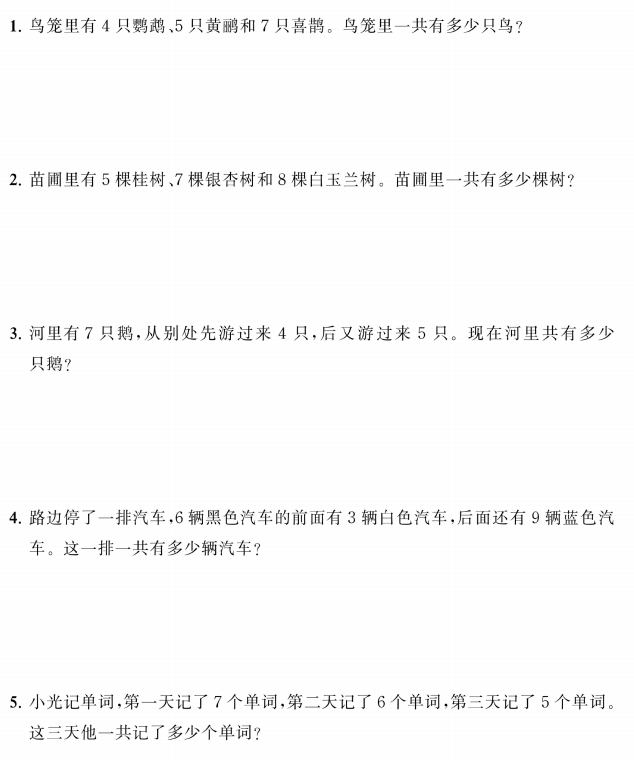 1. 鸟笼里有 4 只鹦鹉、5 只黄鹂和 7 只喜鹊。鸟笼里一共有多少只鸟?
2. 苗圃里有 5 棵桂树、7 棵银杏树和 8 棵白玉兰树。苗圃里一共有多少棵树?
3. 河里有 7 只鹅,从别处先游过来 4 只,后又游过来 5 只。现在河里共有多少
只鹅?
4. 路边停了一排汽车,6 辆黑色汽车的前面有 3 辆白色汽车,后面还有 9 辆蓝色汽
车。这一排一共有多少辆汽车?
5. 小光记单词,第一天记了 7 个单词,第二天记了 6 个单词,第三天记了 5 个单词。
这三天他一共记了多少个单词?